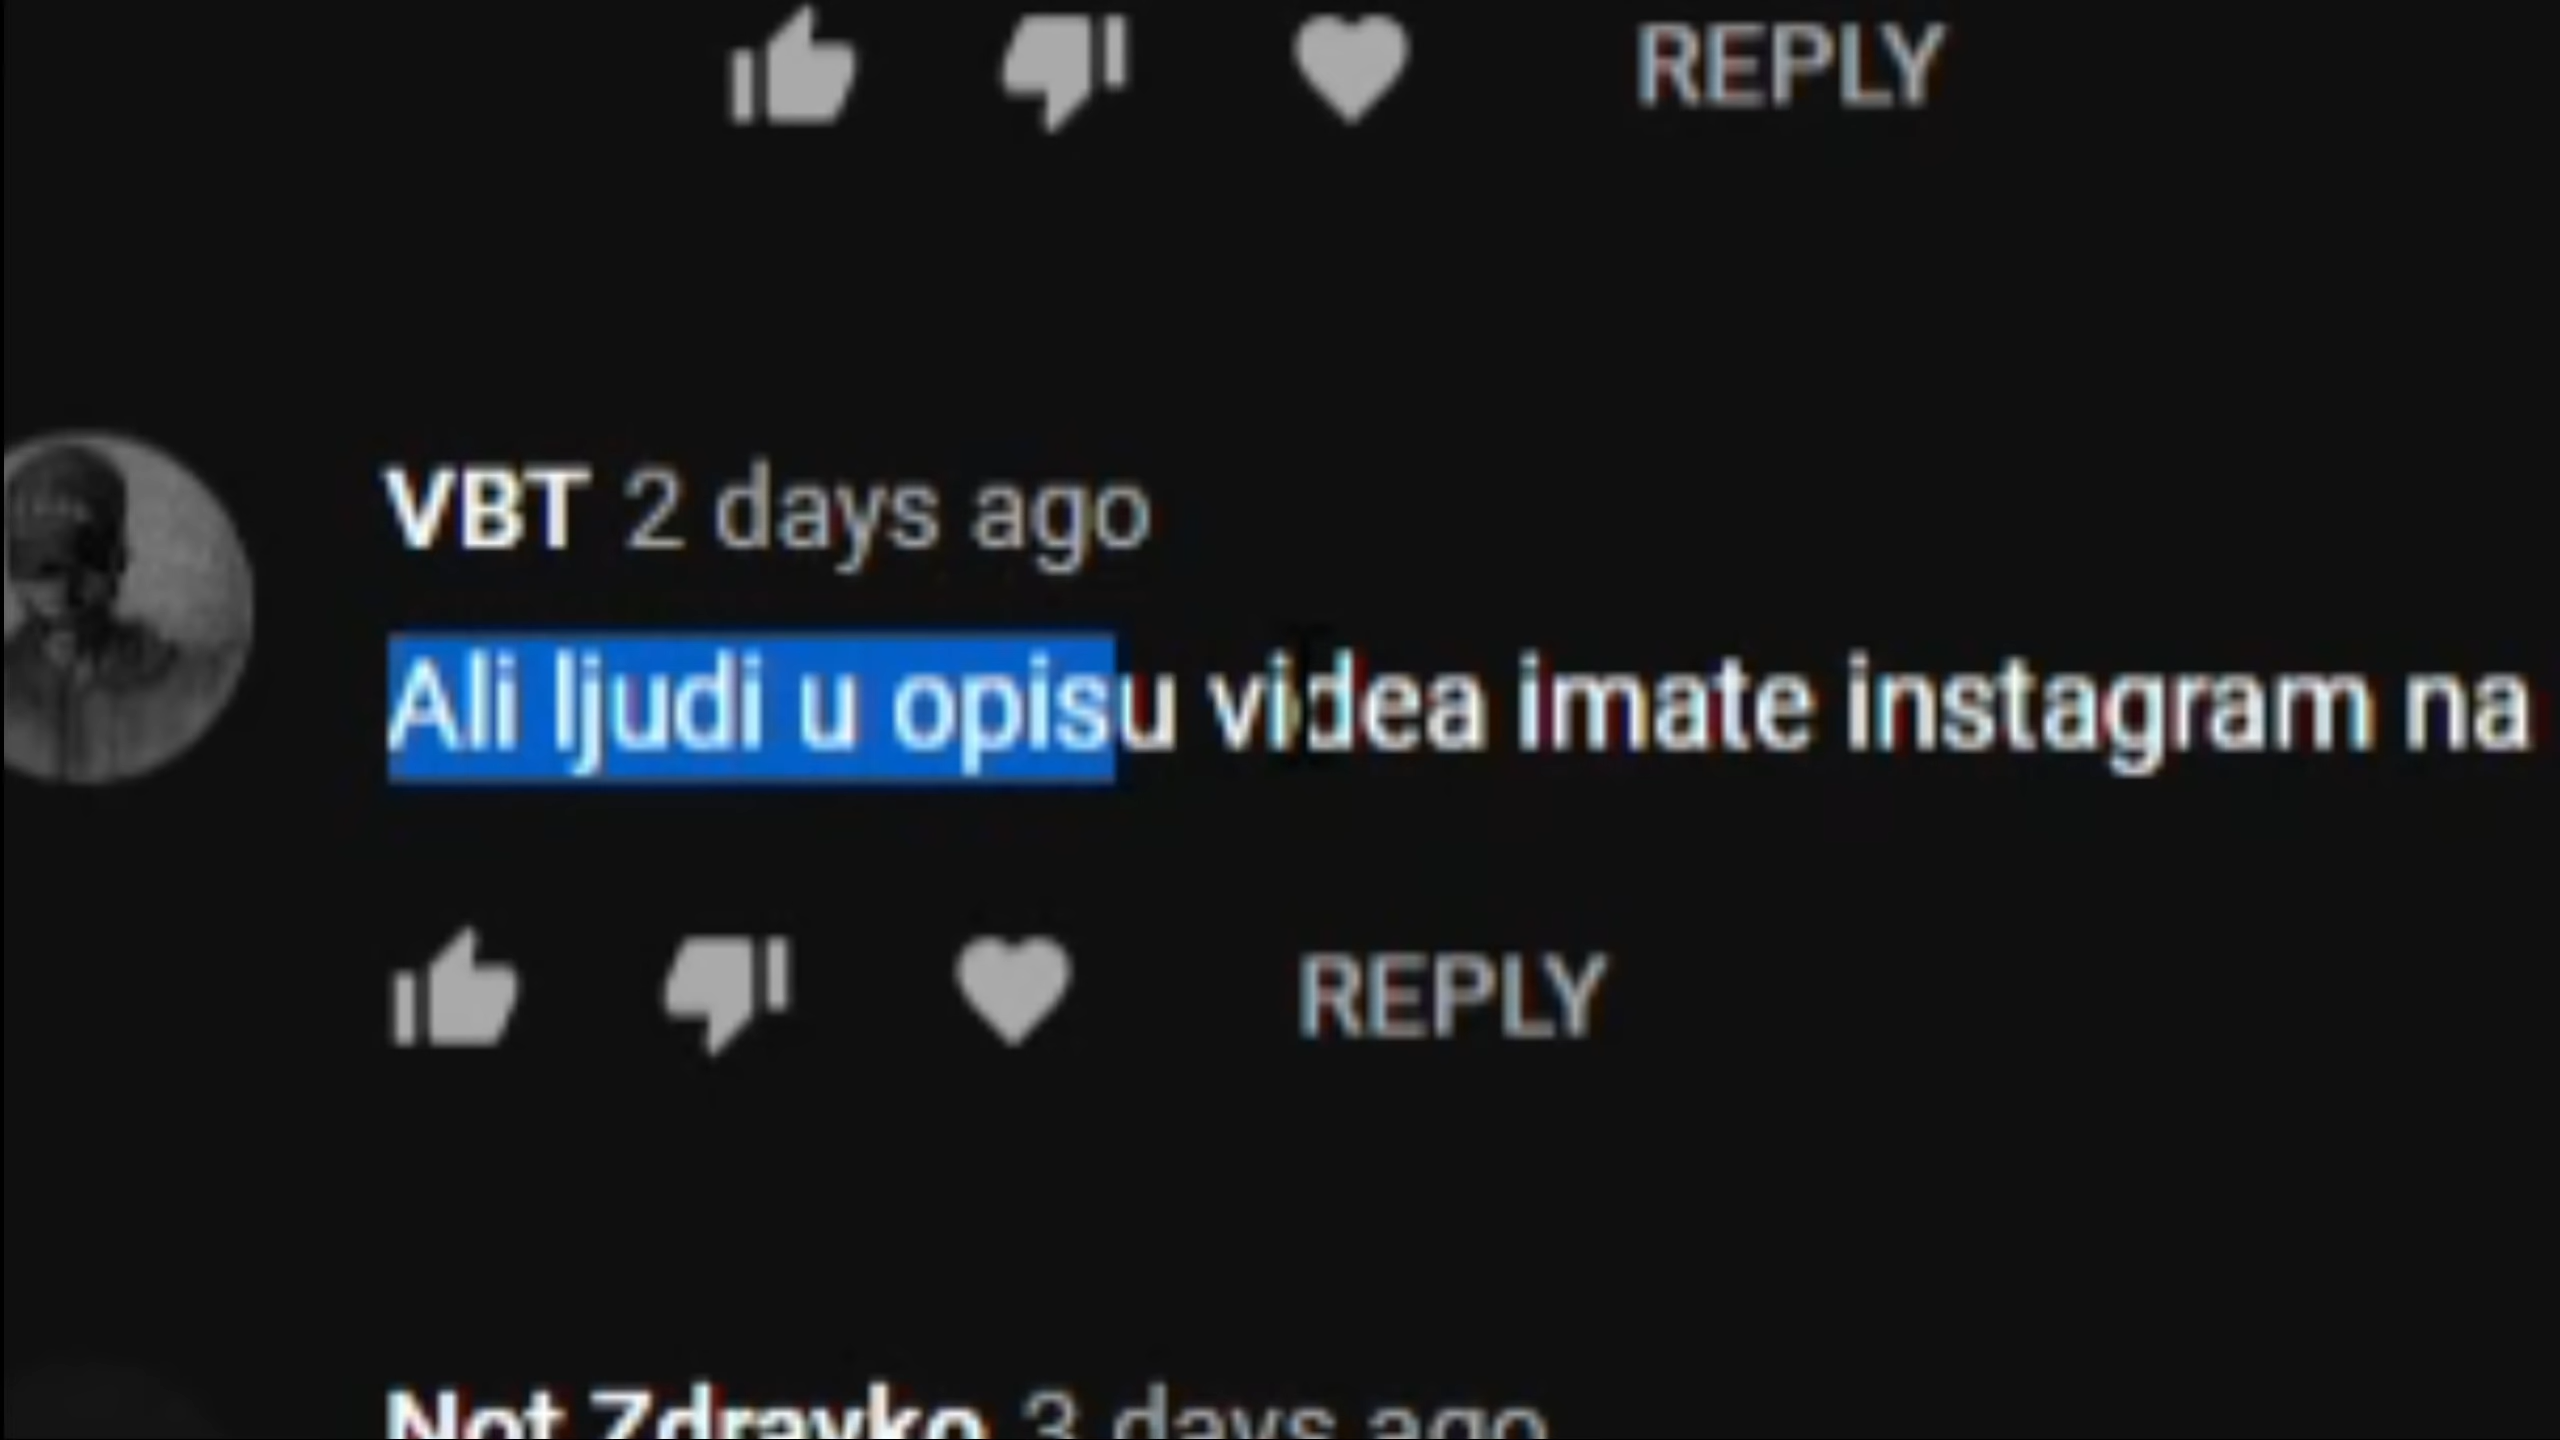 REPLY
VBT 2 days ago
Ali ljudi u opisu videa imate instagram na
REPLY
Not Zdravko 3 days ago